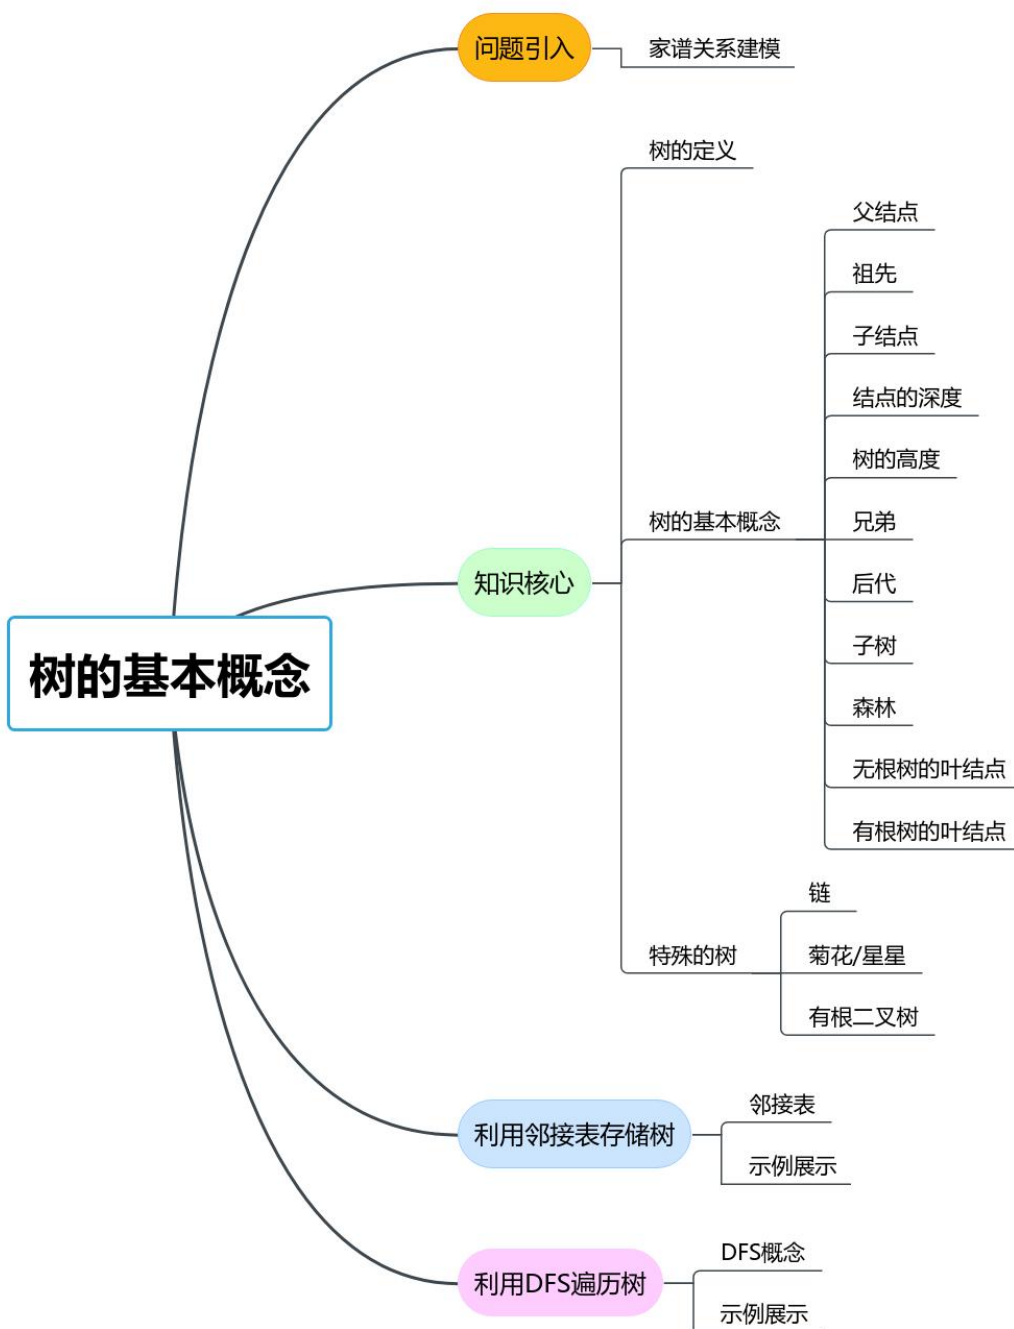 问题引入
家谱关系建模
树的定义
父结点
祖先
子结点
结点的深度
树的高度
树的基本概念
兄弟
后代
知识核心
子树
树的基本概念
森林
无根树的叶结点
有根树的叶结点
链
特殊的树
菊花/星星
有根二叉树
邻接表
利用邻接表存储树
示例展示
DFS概念
利用DFS遍历树
示例展示